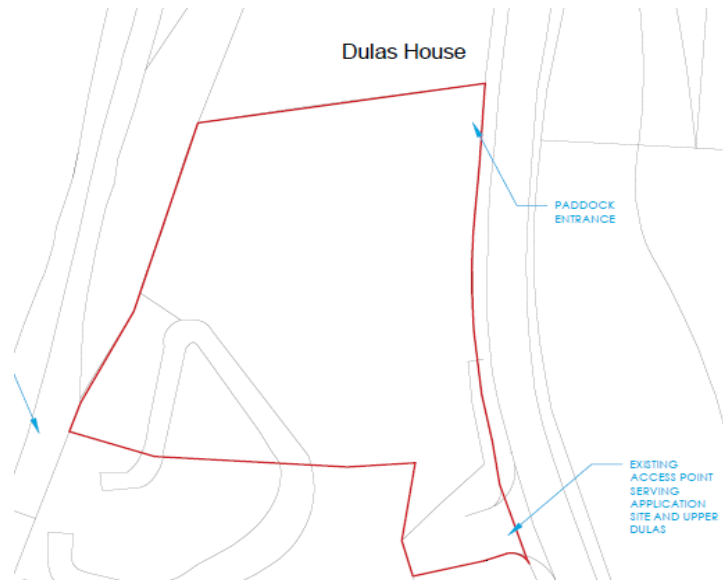 Dulas House
PADDOCK
ENTRANCE
EXISTING
ACCESS POINT
SERVING
APPLICATION
SITE AND UPPER
DULAS